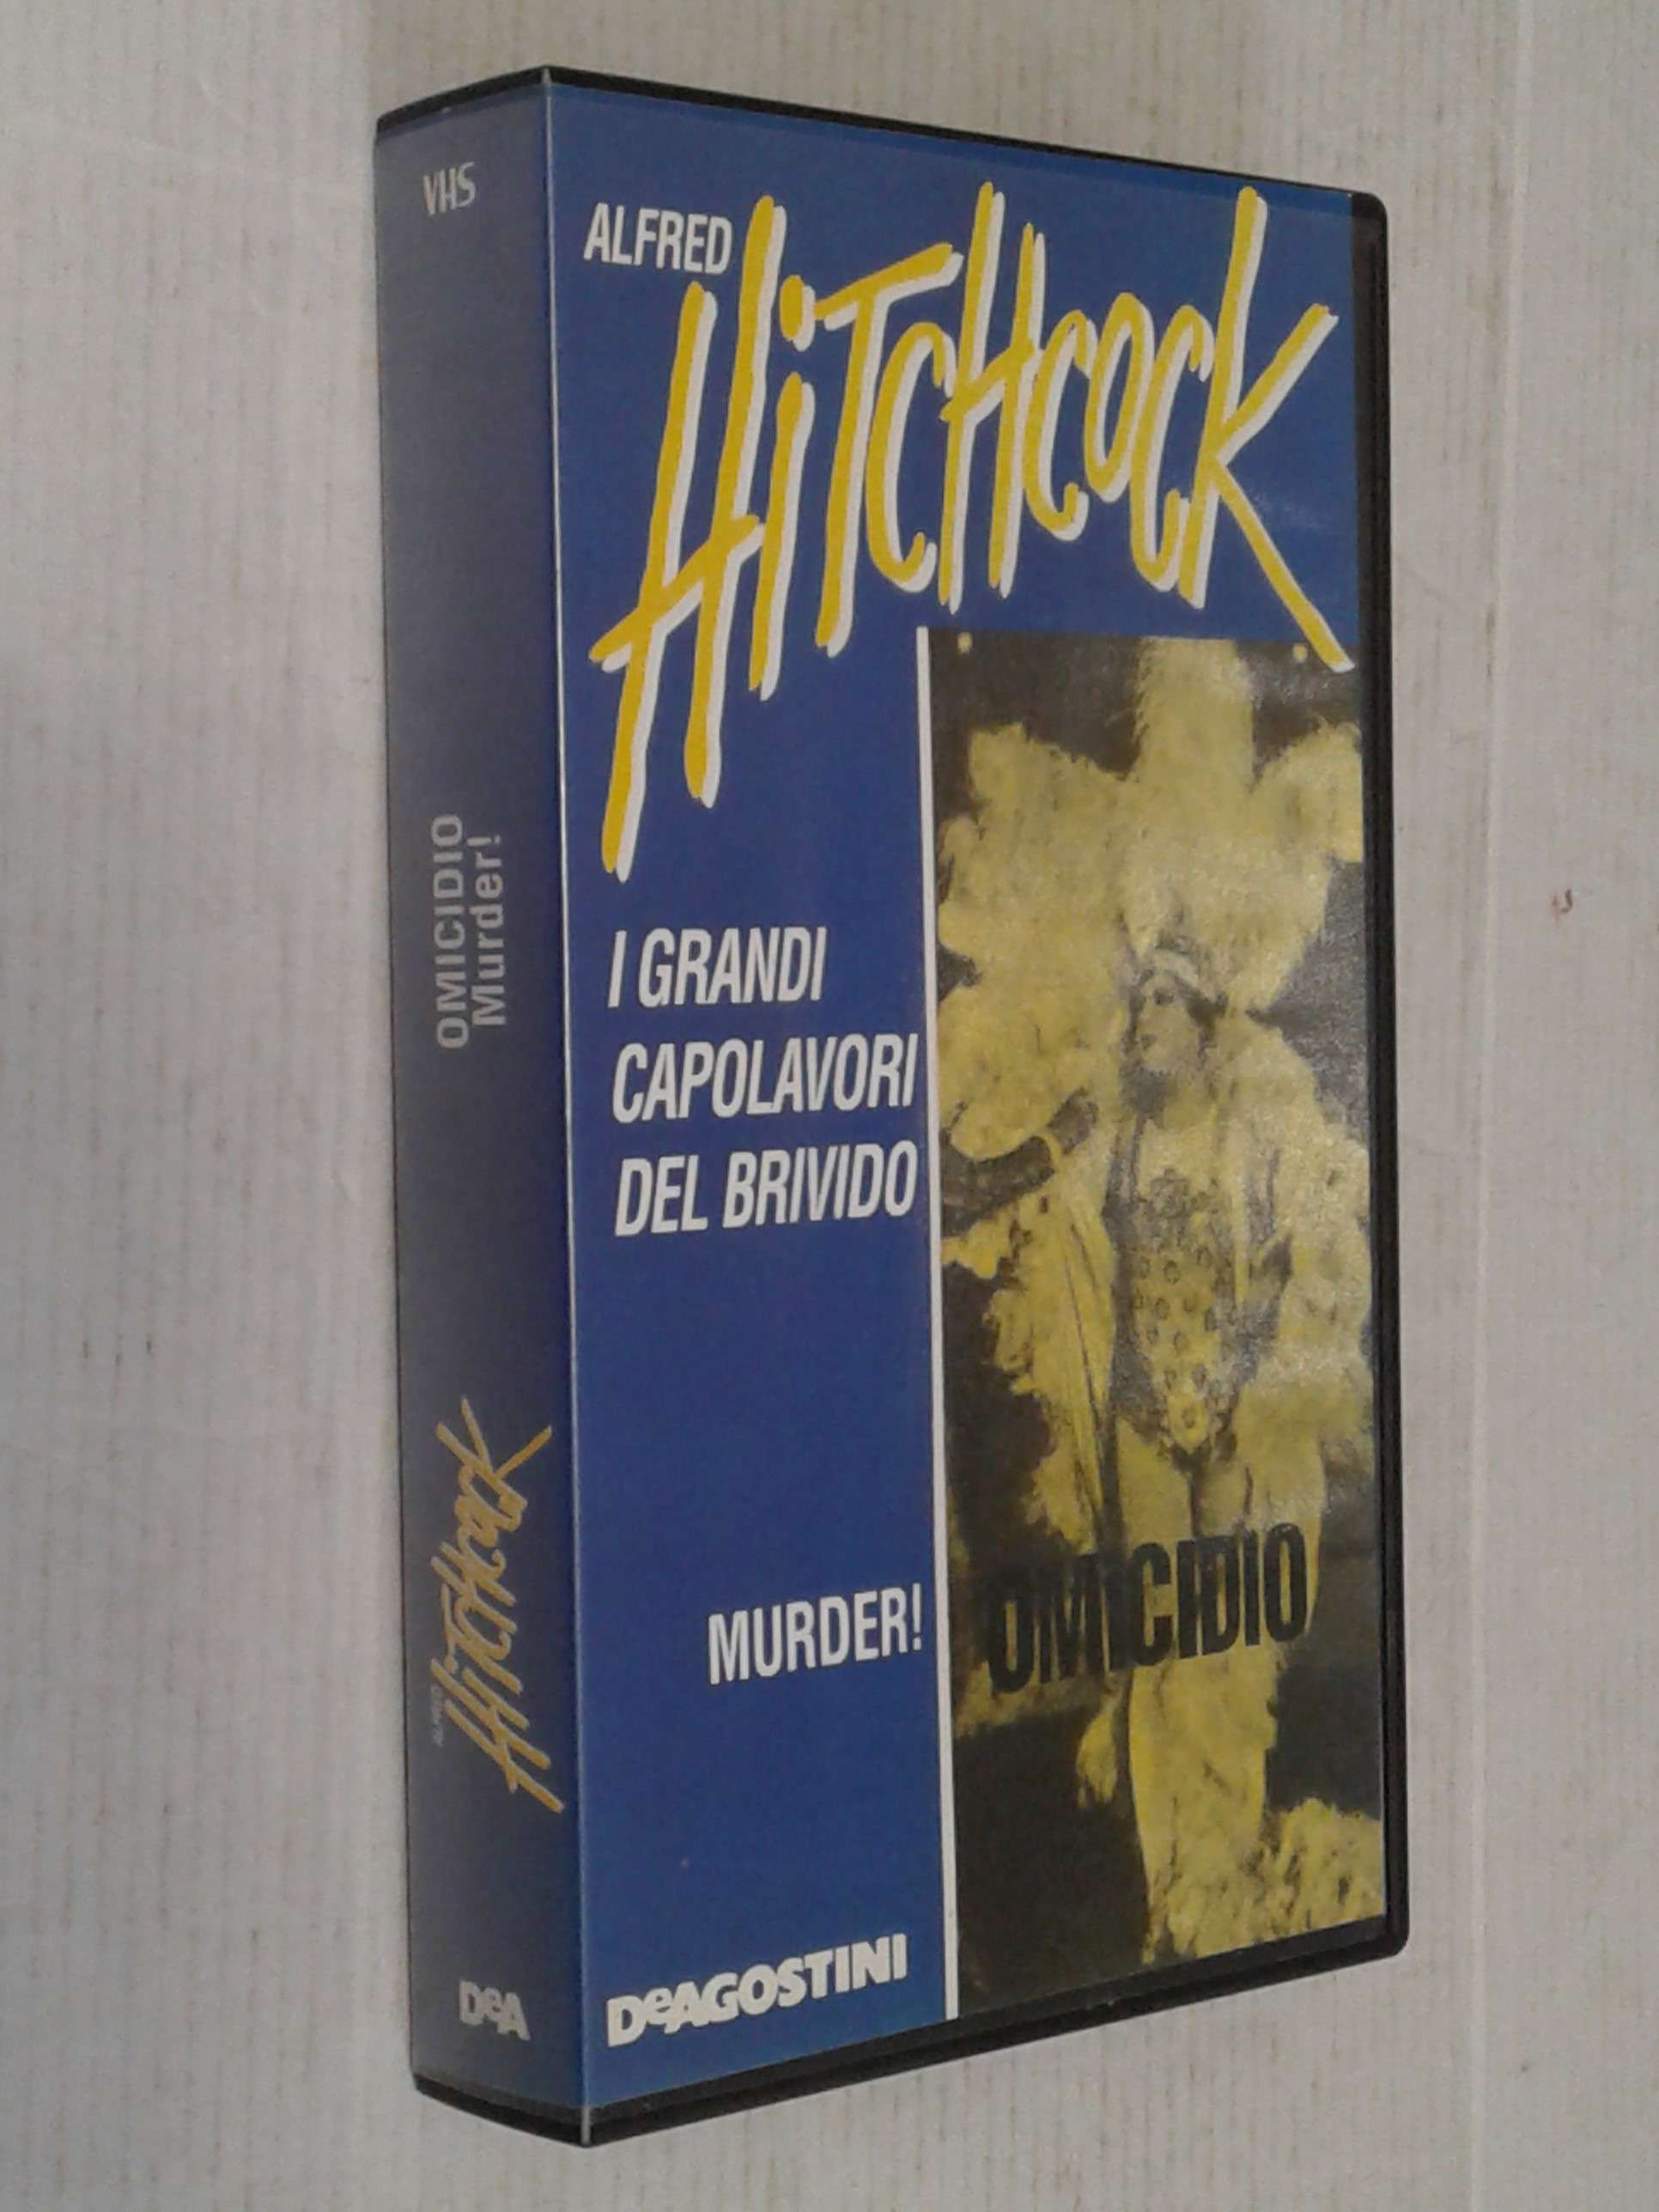 VHS
OMICIDIO
Murder!
ALFRED
HiTCHCOCK
DeA
ALFRED
HiTCHCOCK
I GRANDI
CAPOLAVORI
DEL BRIVIDO
MURDER!
OMICIDIO
DeAGOSTINI